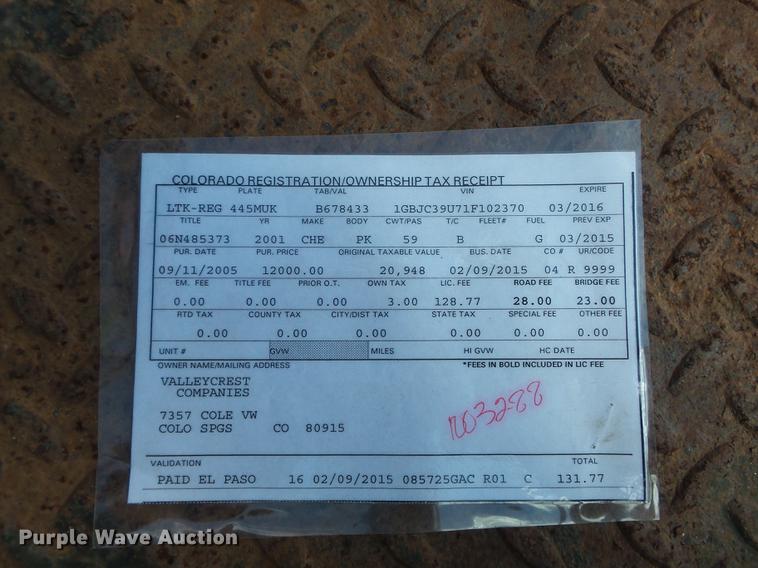 Purple Wave Auction
COLORADO REGISTRATION/OWNERSHIP TAX RECEIPT
TYPE PLATE TAB/VAL VIN EXPIRE
LTK-REG 445MUK B678433 1GBJC39U71F102370 03/2016
TITLE YR MAKE BODY CWT/PAS T/C FLEET# FUEL PREV EXP
06N485373 2001 CHE PK 59 B G 03/2015
PUR. DATE PUR. PRICE ORIGINAL TAXABLE VALUE BUS. DATE CO # UR/CODE
09/11/2005 12000.00 20,948 02/09/2015 04 R 9999
EM. FEE TITLE FEE PRIOR O.T. OWN TAX LIC. FEE ROAD FEE BRIDGE FEE
0.00 0.00 0.00 3.00 128.77 28.00 23.00
RTD TAX COUNTY TAX CITY/DIST TAX STATE TAX SPECIAL FEE OTHER FEE
0.00 0.00 0.00 0.00 0.00 0.00
UNIT # GVW MILES HI GVW HC DATE
OWNER NAME/MAILING ADDRESS *FEES IN BOLD INCLUDED IN LIC FEE
VALLEYCREST
COMPANIES
7357 COLE VW
COLO SPGS CO 80915
VALIDATION TOTAL
PAID EL PASO 16 02/09/2015 085725GAC R01 C 131.77
Purple Wave Auction